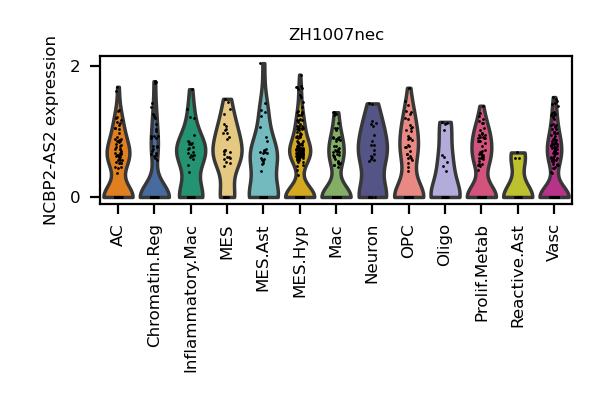 ZH1007nec
NCBP2-AS2 expression
2
0
AC
Chromatin.Reg
Inflammatory.Mac
MES
MES.Ast
MES.Hyp
Mac
Neuron
OPC
Oligo
Prolif.Metab
Reactive.Ast
Vasc